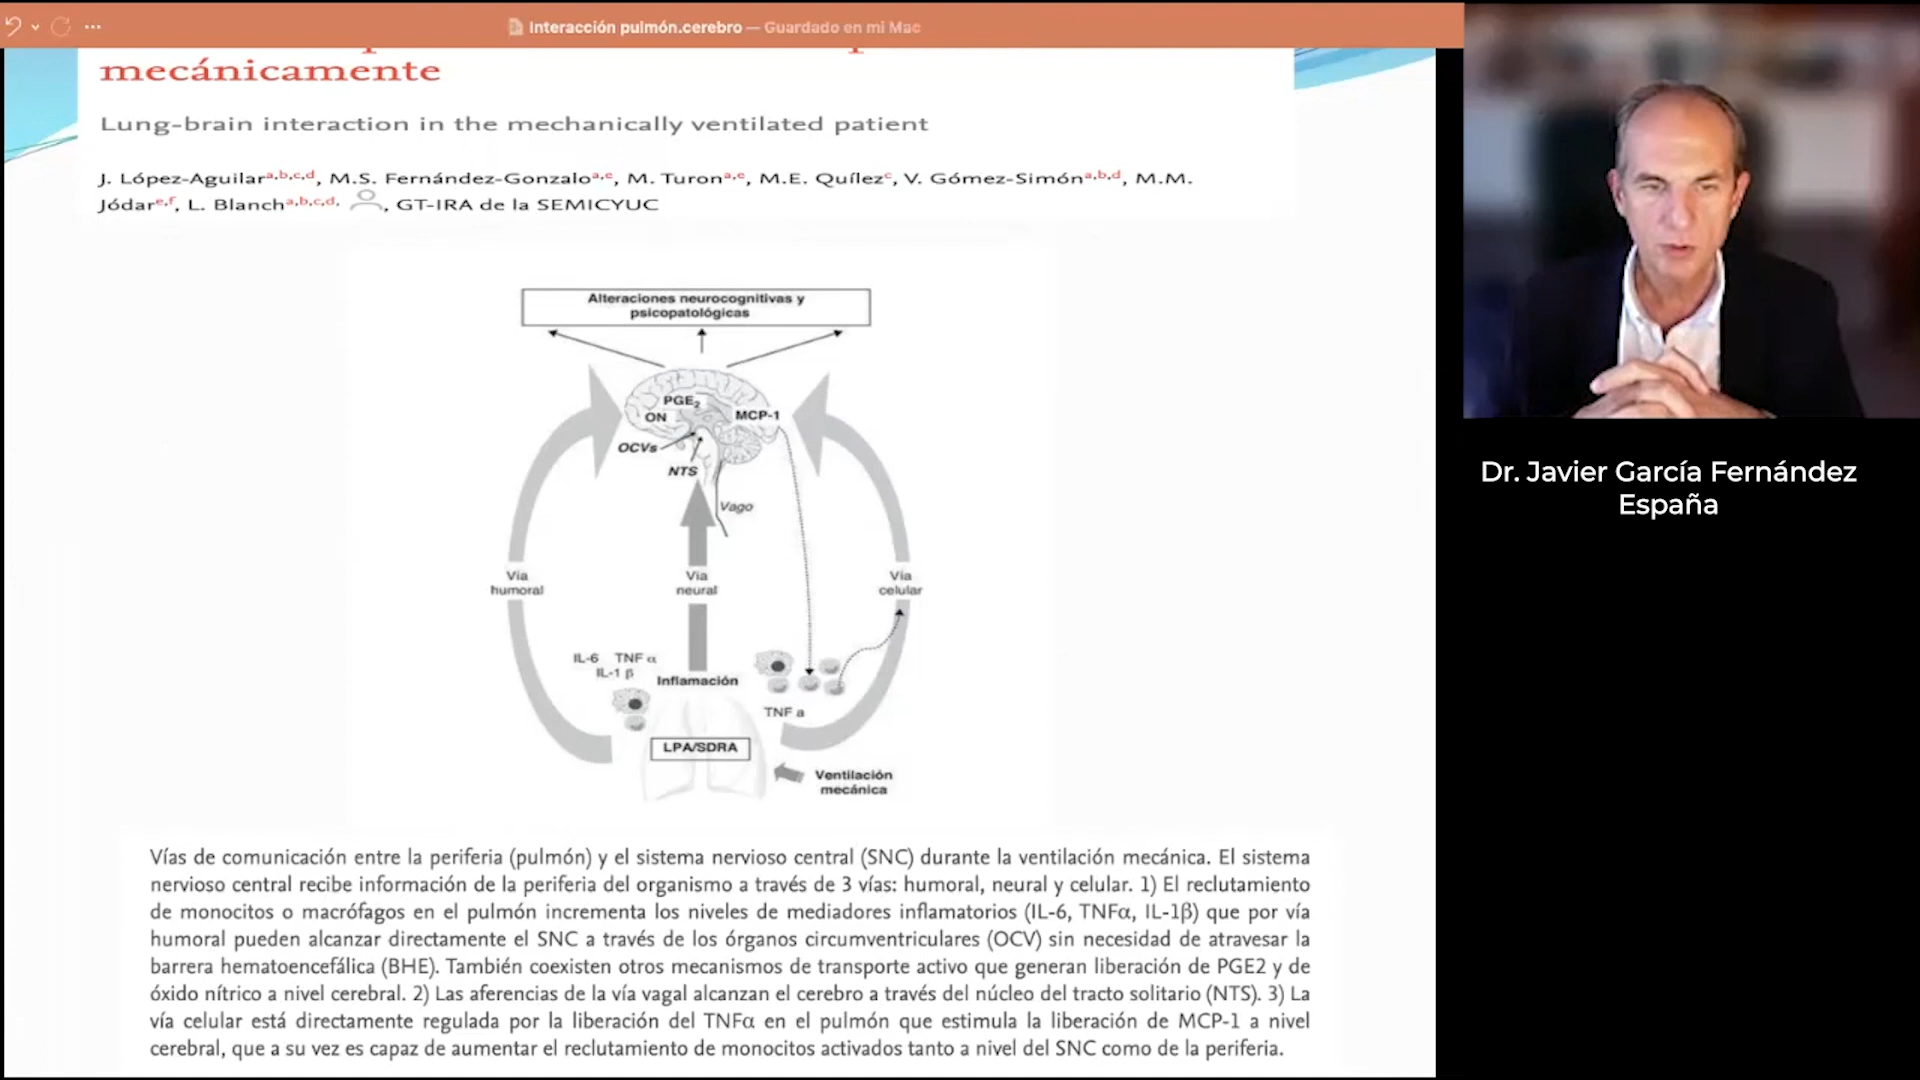 Interacción pulmón.cerebro — Guardado en mi Mac
mecánicamente
Lung-brain interaction in the mechanically ventilated patient
J. López-Aguilar a,b,c,d, M.S. Fernández-Gonzalo a,e, M. Turon a,e, M.E. Quílez c, V. Gómez-Simón a,b,d, M.M.
Jódar e,f, L. Blanch a,b,c,d, , GT-IRA de la SEMICYUC
Alteraciones neurocognitivas y
psicopatológicas
PGE2
ON
MCP-1
OCVs
NTS
Vago
Vía
humoral
Vía
neural
Vía
celular
IL-6 TNF α
IL-1 β
Inflamación
TNF a
LPA/SDRA
Ventilación
mecánica
Vías de comunicación entre la periferia (pulmón) y el sistema nervioso central (SNC) durante la ventilación mecánica. El sistema
nervioso central recibe información de la periferia del organismo a través de 3 vías: humoral, neural y celular. 1) El reclutamiento
de monocitos o macrófagos en el pulmón incrementa los niveles de mediadores inflamatorios (IL-6, TNFα, IL-1β) que por vía
humoral pueden alcanzar directamente el SNC a través de los órganos circumventriculares (OCV) sin necesidad de atravesar la
barrera hematoencefálica (BHE). También coexisten otros mecanismos de transporte activo que generan liberación de PGE2 y de
óxido nítrico a nivel cerebral. 2) Las aferencias de la vía vagal alcanzan el cerebro a través del núcleo del tracto solitario (NTS). 3) La
vía celular está directamente regulada por la liberación del TNFα en el pulmón que estimula la liberación de MCP-1 a nivel
cerebral, que a su vez es capaz de aumentar el reclutamiento de monocitos activados tanto a nivel del SNC como de la periferia.
Dr. Javier García Fernández
España